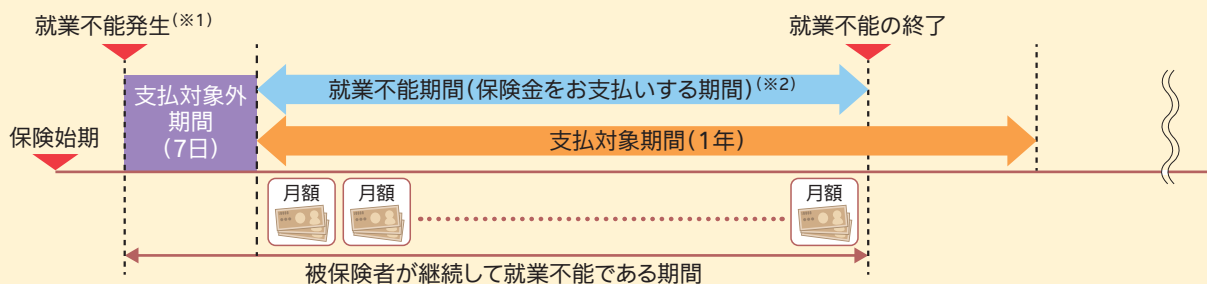 就業不能発生(※1)
就業不能の終了
支払対象外
期間
(7日)
就業不能期間(保険金をお支払いする期間)(※2)
保険始期
支払対象期間(1年)
月額
月額
月額
被保険者が継続して就業不能である期間